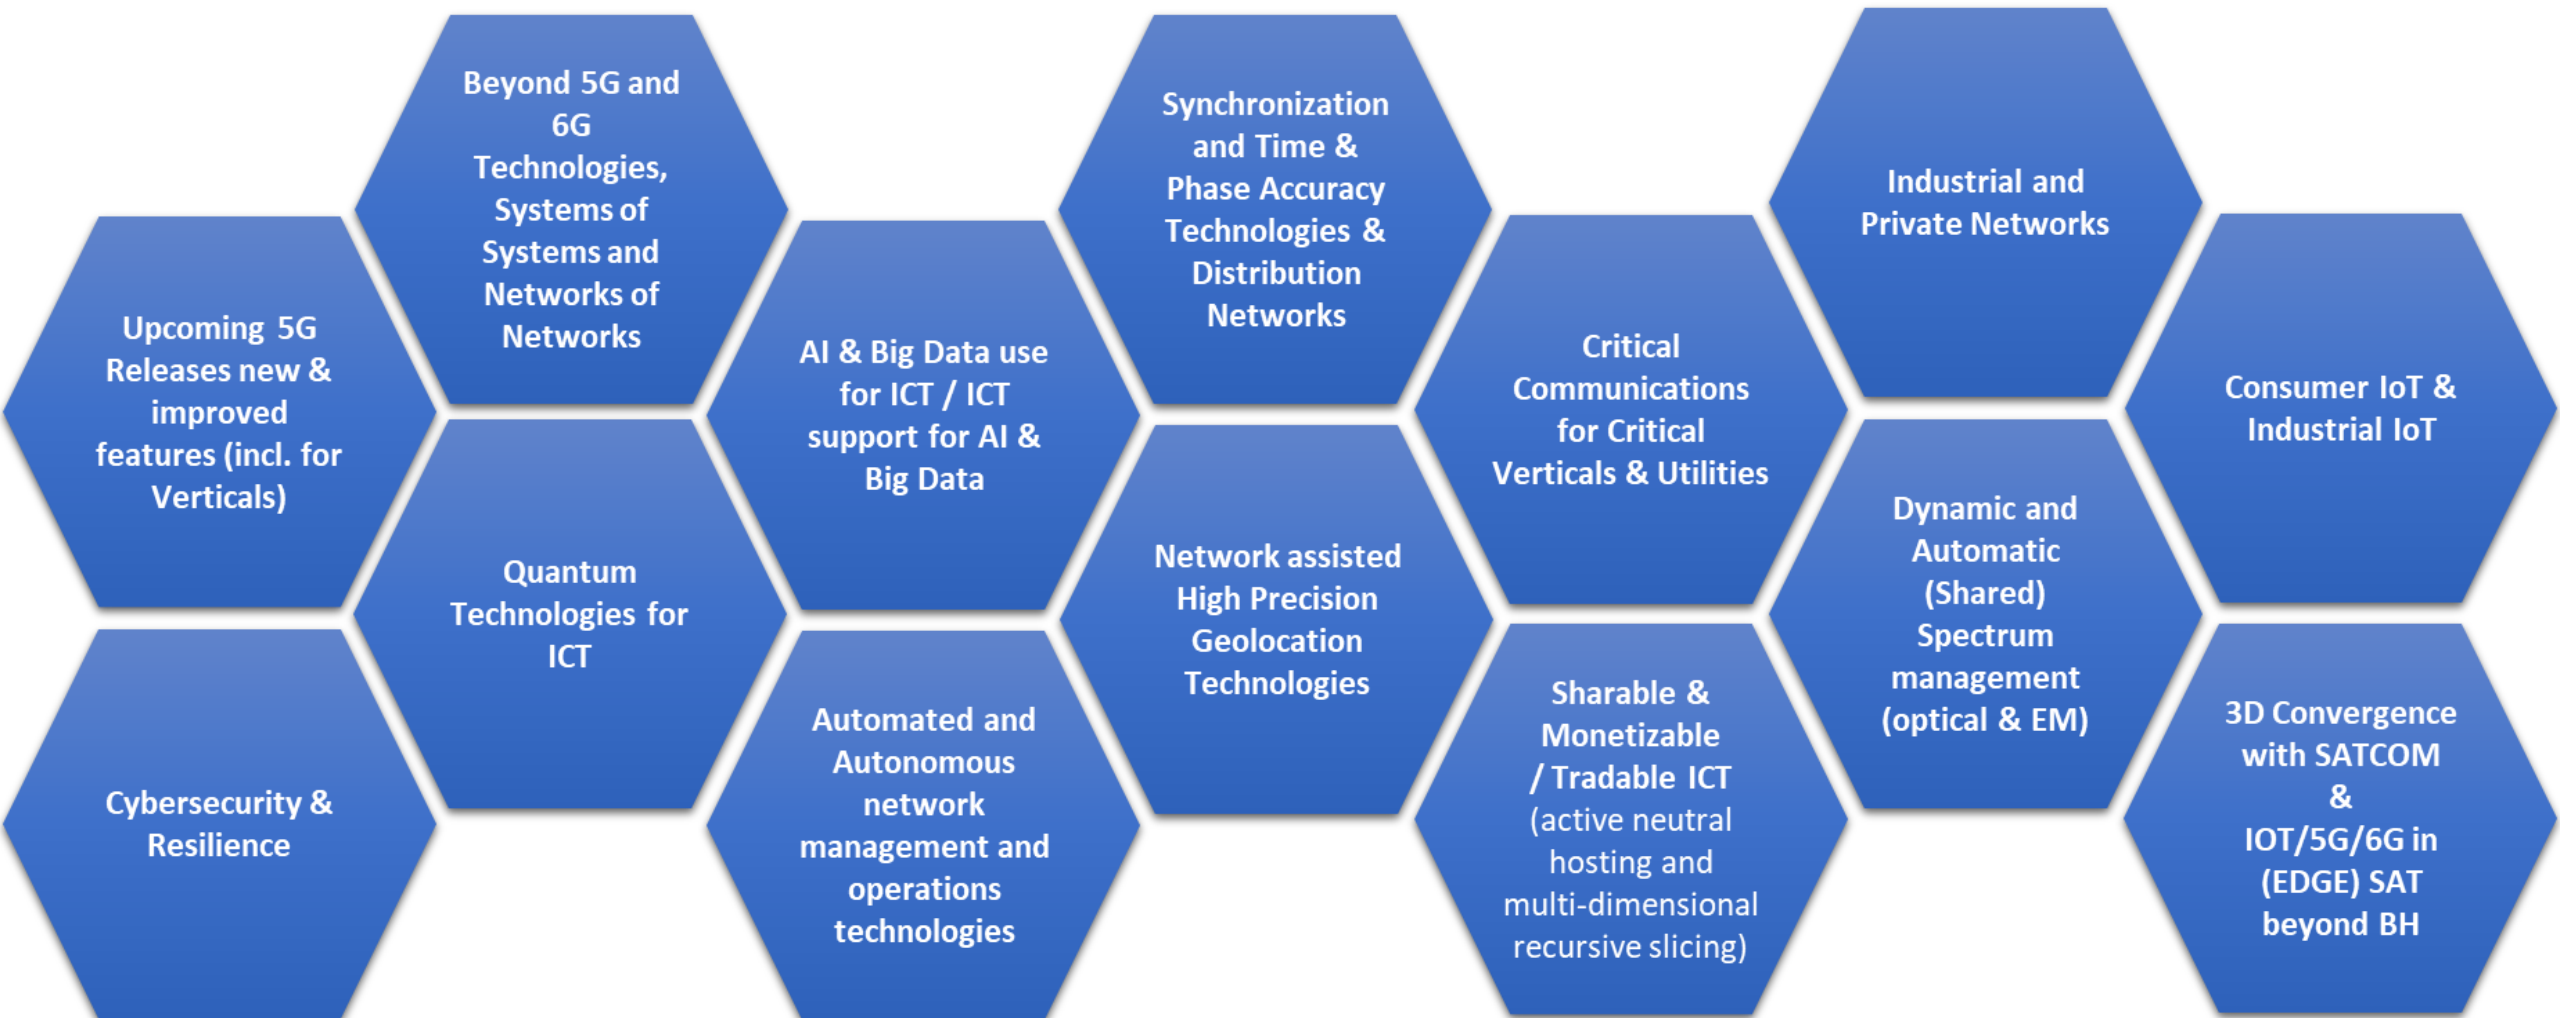 Beyond 5G and
6G
Technologies,
Systems of
Systems and
Networks of
Networks
Synchronization
and Time &
Phase Accuracy
Technologies &
Distribution
Networks
Industrial and
Private Networks
Upcoming 5G
Releases new &
improved
features (incl. for
Verticals)
AI & Big Data use
for ICT / ICT
support for AI &
Big Data
Critical
Communications
for Critical
Verticals & Utilities
Consumer IoT &
Industrial IoT
Quantum
Technologies for
ICT
Network assisted
High Precision
Geolocation
Technologies
Dynamic and
Automatic
(Shared)
Spectrum
management
(optical & EM)
Cybersecurity &
Resilience
Automated and
Autonomous
network
management and
operations
technologies
Sharable &
Monetizable
/ Tradable ICT
(active neutral
hosting and
multi-dimensional
recursive slicing)
3D Convergence
with SATCOM
&
IOT/5G/6G in
(EDGE) SAT
beyond BH